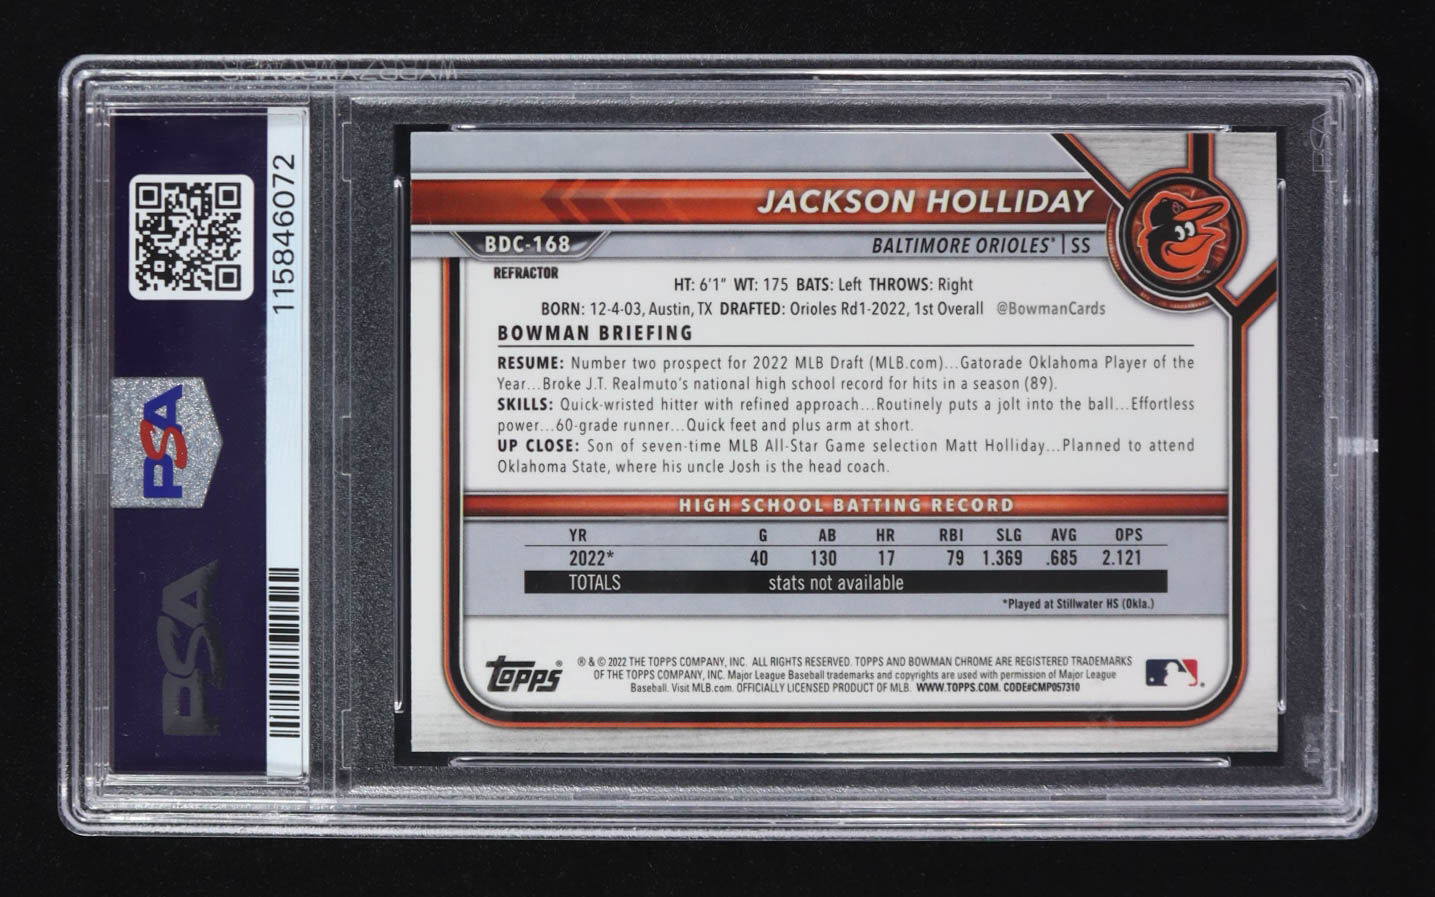 115846072
PSA
PSA
JACKSON HOLLIDAY
BDC-168
BALTIMORE ORIOLES® | SS
REFRACTOR
HT: 6'1" WT: 175 BATS: Left THROWS: Right
BORN: 12-4-03, Austin, TX DRAFTED: Orioles Rd1-2022, 1st Overall @BowmanCards
BOWMAN BRIEFING
RESUME: Number two prospect for 2022 MLB Draft (MLB.com)...Gatorade Oklahoma Player of the
Year...Broke J.T. Realmuto's national high school record for hits in a season (89).
SKILLS: Quick-wristed hitter with refined approach...Routinely puts a jolt into the ball...Effortless
power...60-grade runner...Quick feet and plus arm at short.
UP CLOSE: Son of seven-time MLB All-Star Game selection Matt Holliday...Planned to attend
Oklahoma State, where his uncle Josh is the head coach.
HIGH SCHOOL BATTING RECORD
YR G AB HR RBI SLG AVG OPS
2022* 40 130 17 79 1.369 .685 2.121
TOTALS stats not available
*Played at Stillwater HS (Okla.)
Topps®
® & © 2022 THE TOPPS COMPANY, INC. ALL RIGHTS RESERVED. TOPPS AND BOWMAN CHROME ARE REGISTERED TRADEMARKS
OF THE TOPPS COMPANY, INC. Major League Baseball trademarks and copyrights are used with permission of Major League
Baseball. Visit MLB.com. OFFICIALLY LICENSED PRODUCT OF MLB. WWW.TOPPS.COM. CODE#CMP057310
PSA